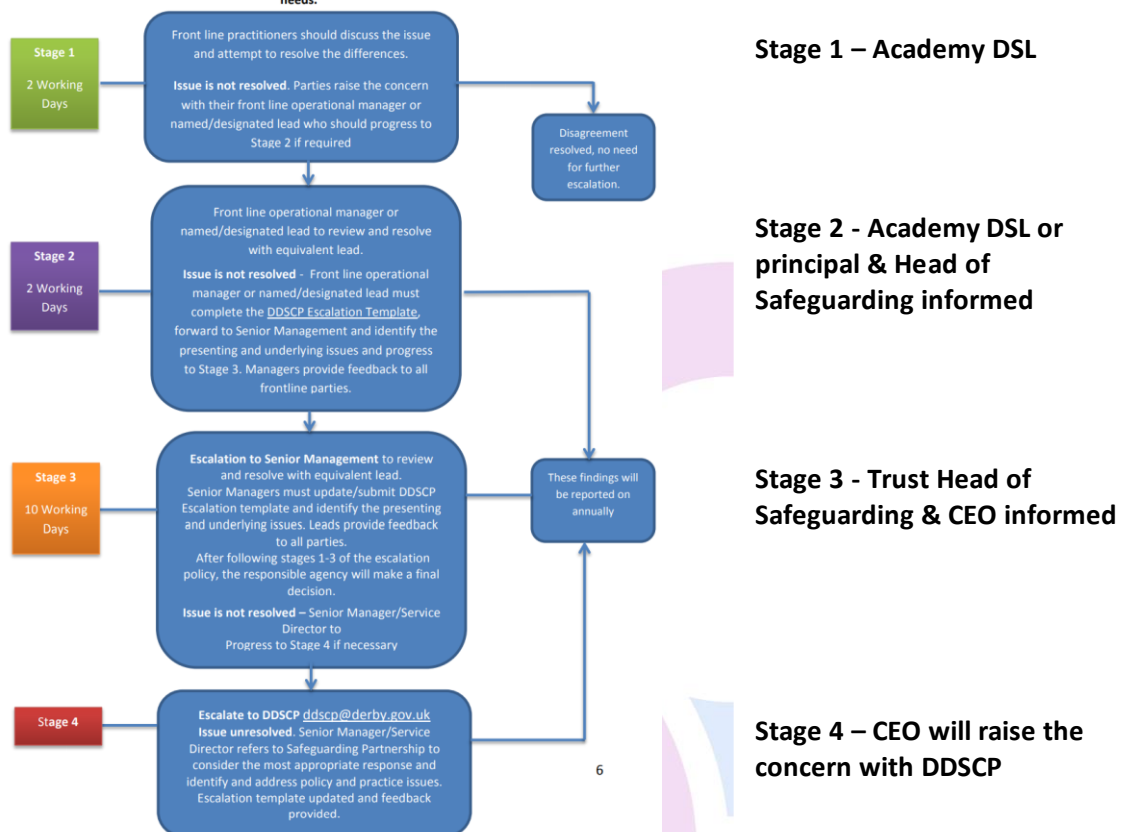 needs.
Stage 1
2 Working
Days
Front line practitioners should discuss the issue
and attempt to resolve the differences.
Issue is not resolved. Parties raise the concern
with their front line operational manager or
named/designated lead who should progress to
Stage 2 if required
Disagreement
resolved, no need
for further
escalation.
Stage 1 – Academy DSL
Stage 2
2 Working
Days
Front line operational manager or
named/designated lead to review and resolve
with equivalent lead.
Issue is not resolved - Front line operational
manager or named/designated lead must
complete the DDSCP Escalation Template,
forward to Senior Management and identify the
presenting and underlying issues and progress
to Stage 3. Managers provide feedback to all
frontline parties.
Stage 2 - Academy DSL or
principal & Head of
Safeguarding informed
Stage 3
10 Working
Days
Escalation to Senior Management to review
and resolve with equivalent lead.
Senior Managers must update/submit DDSCP
Escalation template and identify the presenting
and underlying issues. Leads provide feedback
to all parties.
After following stages 1-3 of the escalation
policy, the responsible agency will make a final
decision.
Issue is not resolved – Senior Manager/Service
Director to
Progress to Stage 4 if necessary
These findings will
be reported on
annually
Stage 3 - Trust Head of
Safeguarding & CEO informed
Stage 4
Escalate to DDSCP ddscp@derby.gov.uk
Issue unresolved. Senior Manager/Service
Director refers to Safeguarding Partnership to
consider the most appropriate response and
identify and address policy and practice issues.
Escalation template updated and feedback
provided.
6
Stage 4 – CEO will raise the
concern with DDSCP